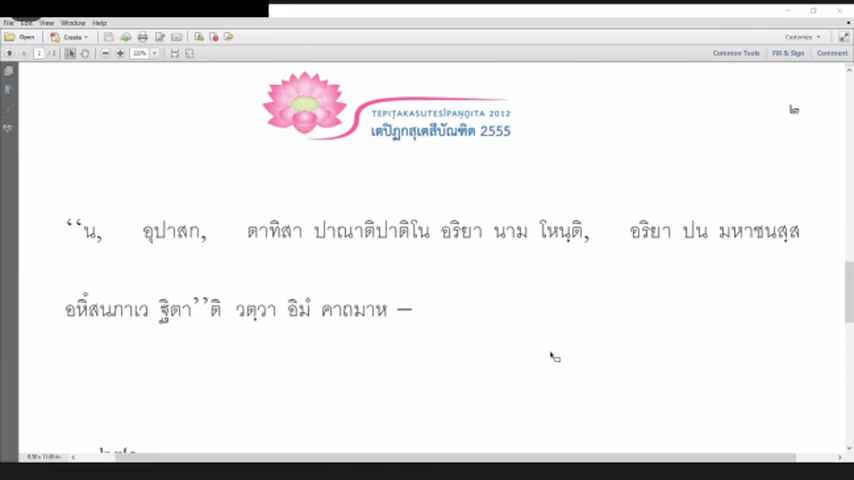 File Edit View Window Help
Open Create 220% Customize
2 / 2 Common Tools Fill & Sign Comment
TEPIṬAKASUTESĪPAṆḌITA 2012
เตปิฏกสุเตสีบัณฑิต 2555
๒
‘‘น, อุปาสก, ตาทิสา ปาณาติปาติโน อริยา นาม โหนฺติ, อริยา ปน มหาชนสฺส
อหึสนภาเว ฐิตา’’ติ วตฺวา อิมํ คาถมาห –
8.50 x 11.00 in